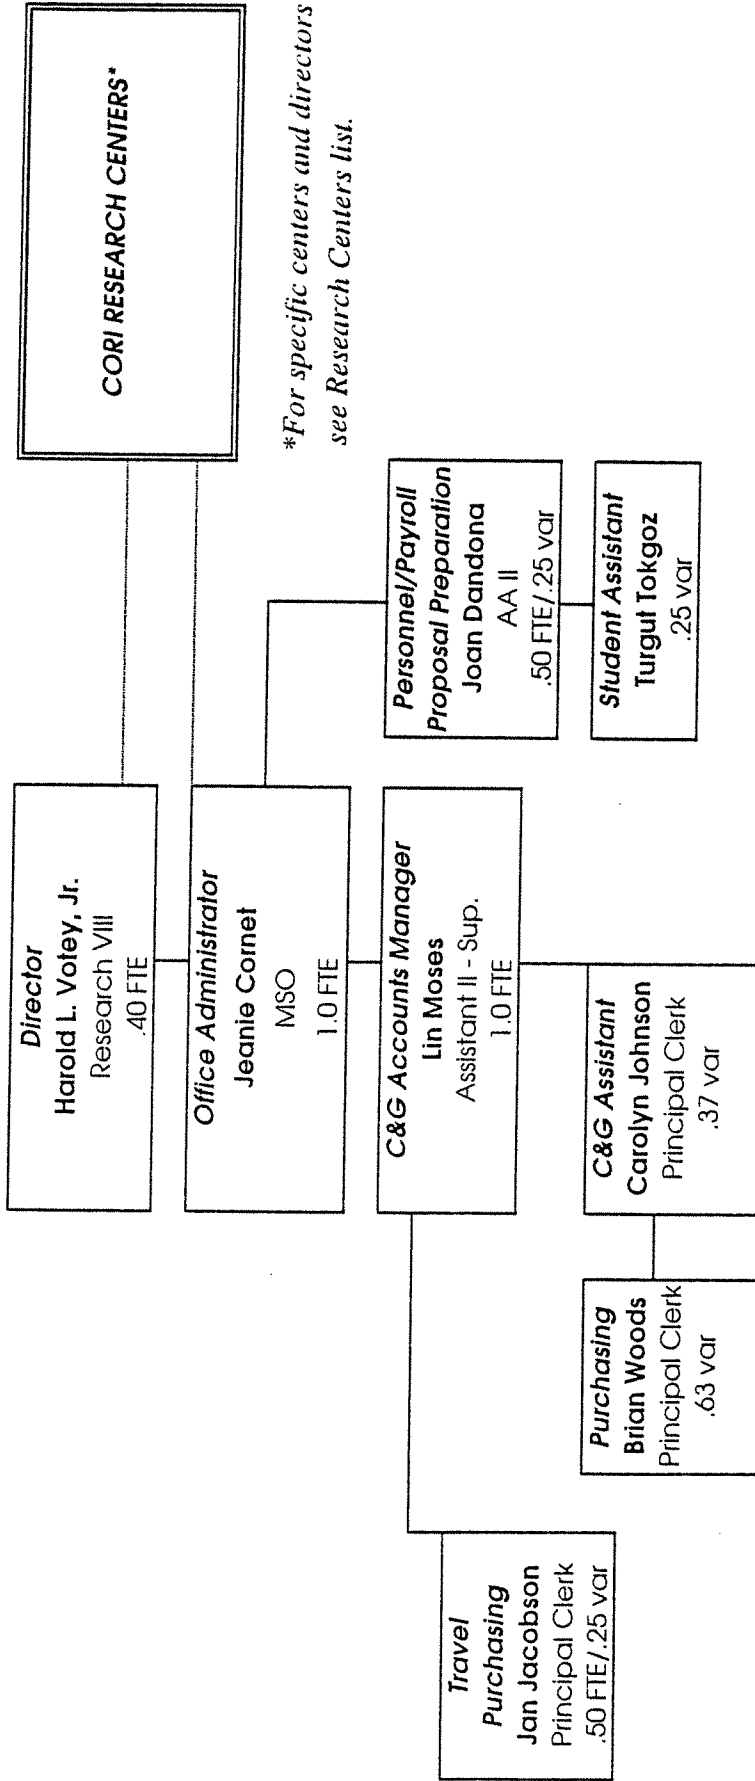 CORI RESEARCH CENTERS*
*For specific centers and directors
see Research Centers list.
Director
Harold L. Votey, Jr.
Research VIII
.40 FTE
Office Administrator
Jeanie Cornet
MSO
1.0 FTE
C&G Accounts Manager
Lin Moses
Assistant II - Sup.
1.0 FTE
Personnel/Payroll
Proposal Preparation
Joan Dandona
AA II
.50 FTE/.25 var
Student Assistant
Turgut Tokgoz
.25 var
Travel
Purchasing
Jan Jacobson
Principal Clerk
.50 FTE/.25 var
Purchasing
Brian Woods
Principal Clerk
.63 var
C&G Assistant
Carolyn Johnson
Principal Clerk
.37 var